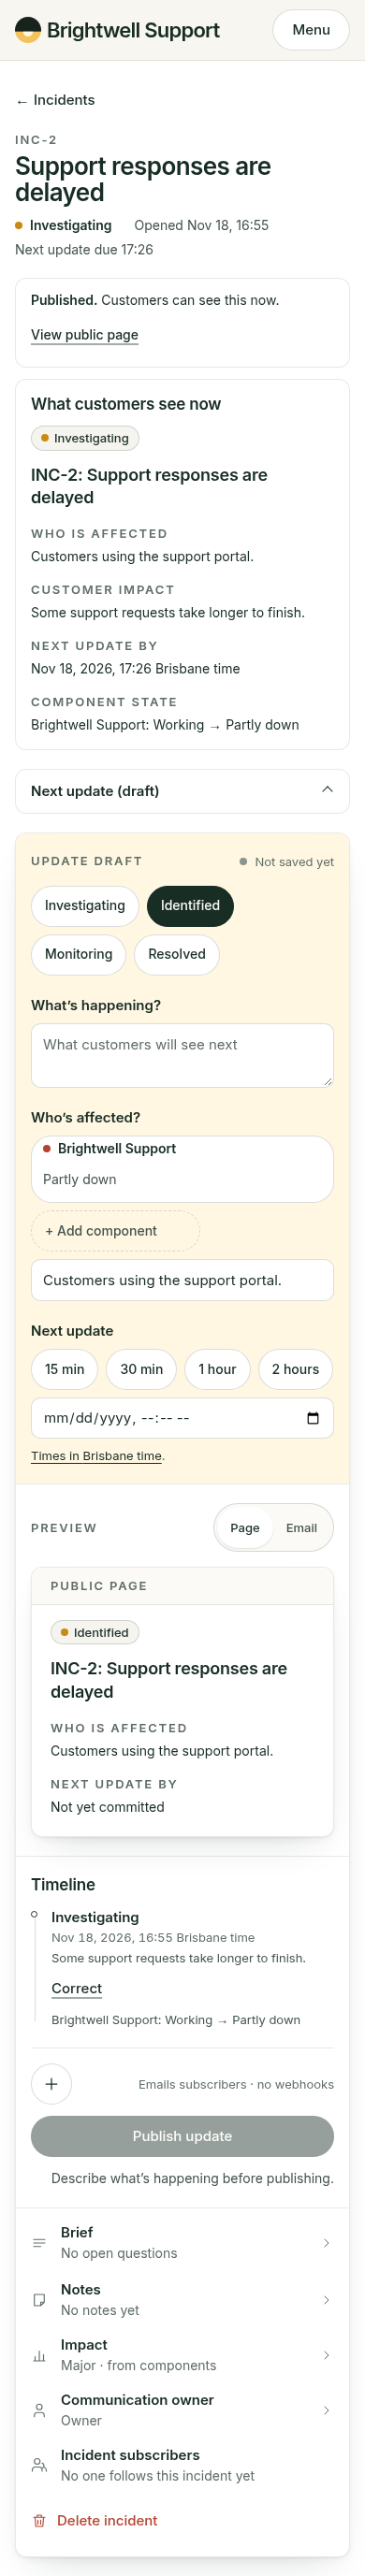 Brightwell Support
Menu
← Incidents
INC-2
Support responses are
delayed
Investigating Opened Nov 18, 16:55
Next update due 17:26
Published. Customers can see this now.
View public page
What customers see now
Investigating
INC-2: Support responses are
delayed
WHO IS AFFECTED
Customers using the support portal.
CUSTOMER IMPACT
Some support requests take longer to finish.
NEXT UPDATE BY
Nov 18, 2026, 17:26 Brisbane time
COMPONENT STATE
Brightwell Support: Working → Partly down
Next update (draft)
UPDATE DRAFT
Not saved yet
Investigating
Identified
Monitoring
Resolved
What's happening?
What customers will see next
Who's affected?
Brightwell Support
Partly down
+ Add component
Customers using the support portal.
Next update
15 min
30 min
1 hour
2 hours
mm/dd/yyyy, --:-- --
Times in Brisbane time.
PREVIEW
Page
Email
PUBLIC PAGE
Identified
INC-2: Support responses are
delayed
WHO IS AFFECTED
Customers using the support portal.
NEXT UPDATE BY
Not yet committed
Timeline
Investigating
Nov 18, 2026, 16:55 Brisbane time
Some support requests take longer to finish.
Correct
Brightwell Support: Working → Partly down
Emails subscribers · no webhooks
Publish update
Describe what's happening before publishing.
Brief
No open questions
Notes
No notes yet
Impact
Major · from components
Communication owner
Owner
Incident subscribers
No one follows this incident yet
Delete incident